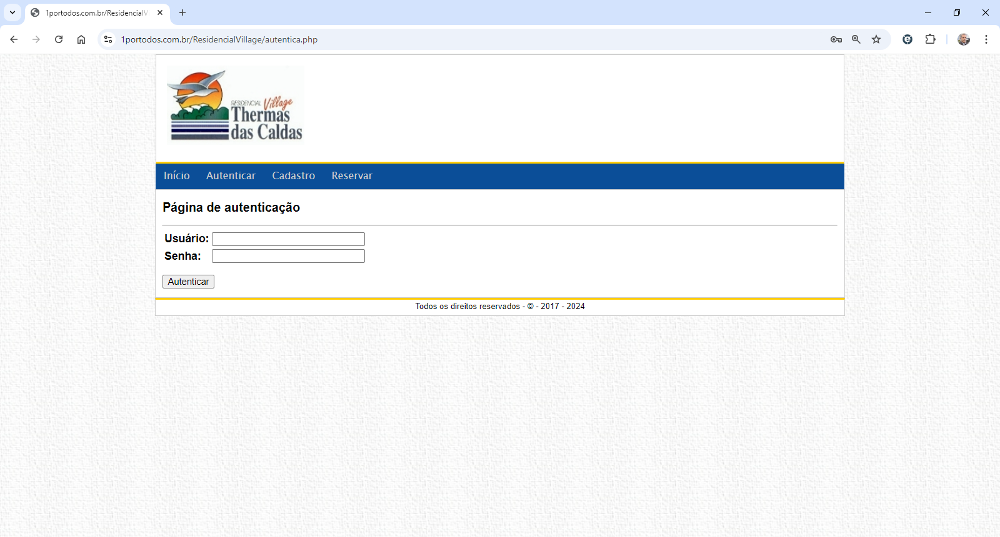 1portodos.com.br/ResidencialV
1portodos.com.br/ResidencialVillage/autentica.php
RESIDENCIAL Village
Thermas
das Caldas
Início Autenticar Cadastro Reservar
Página de autenticação
Usuário:
Senha:
Autenticar
Todos os direitos reservados - © - 2017 - 2024